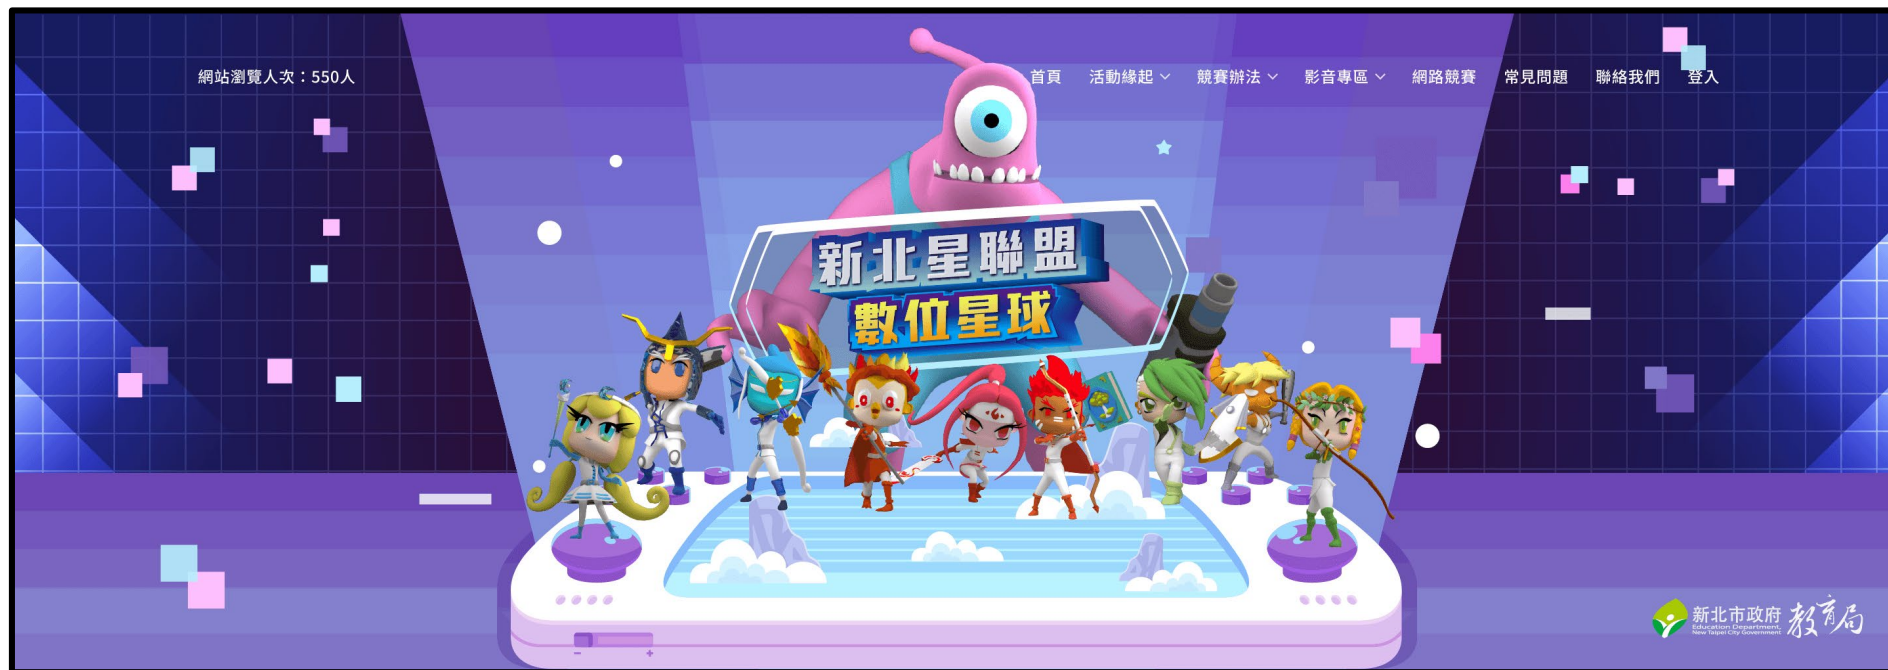 網站瀏覽人次：550人
首頁 活動緣起 競賽辦法 影音專區 網路競賽 常見問題 聯絡我們 登入
新北星聯盟
數位星球
新北市政府 教育局
Education Department,
New Taipei City Government